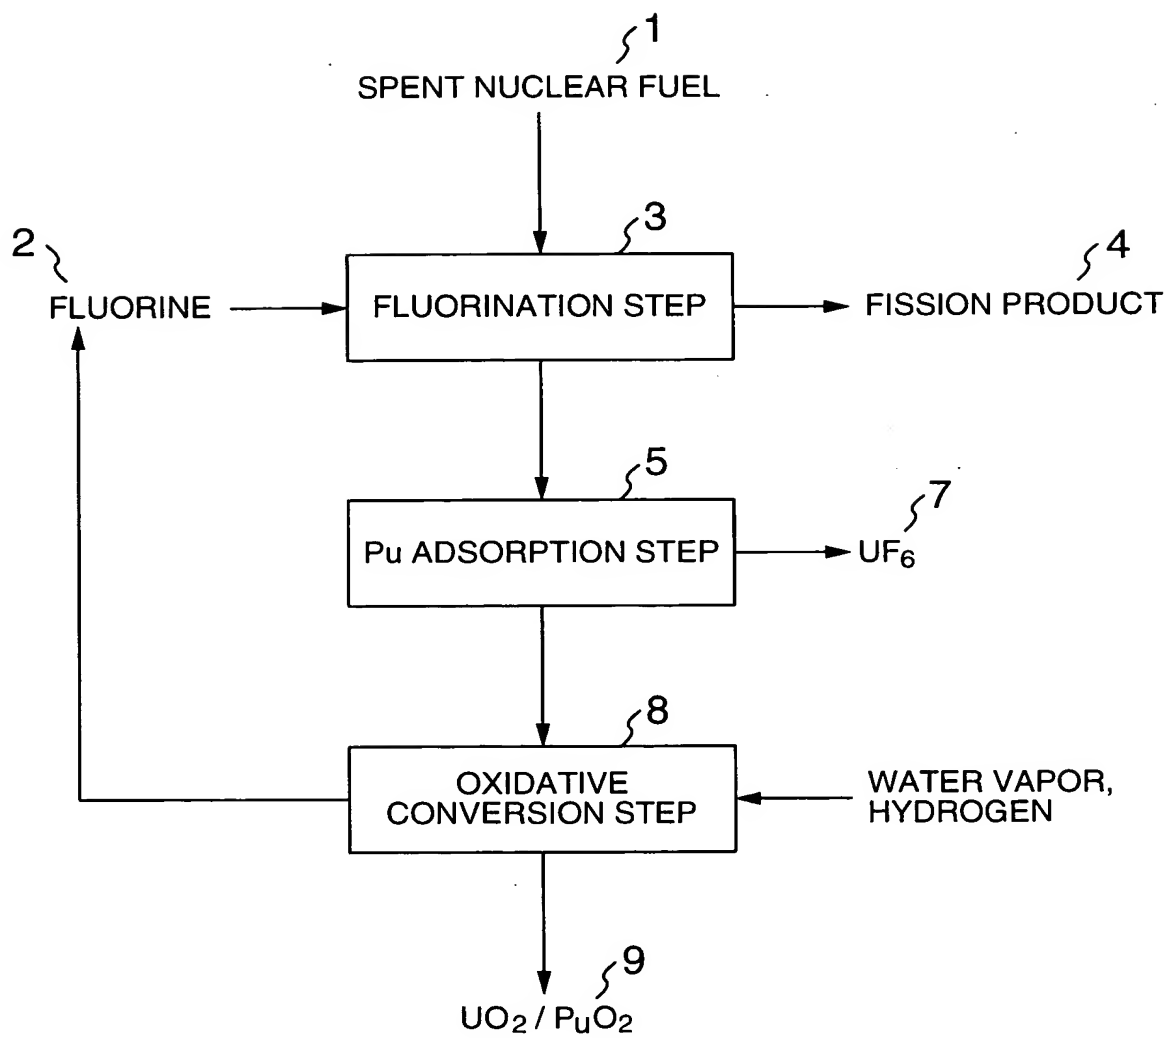 1
SPENT NUCLEAR FUEL
3
2
4
FLUORINE
FLUORINATION STEP
FISSION PRODUCT
5
7
Pu ADSORPTION STEP
UF6
8
OXIDATIVE
CONVERSION STEP
WATER VAPOR,
HYDROGEN
9
UO2 / PuO2